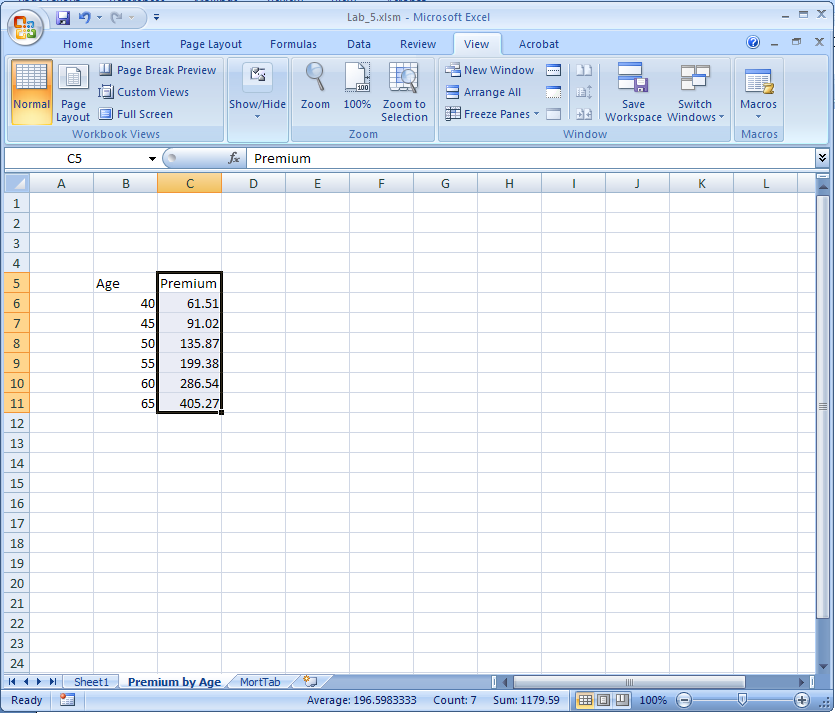 Lab_5.xlsm - Microsoft Excel
Home Insert Page Layout Formulas Data Review View Acrobat
Normal
Page Layout
Page Break Preview
Custom Views
Full Screen
Workbook Views
Show/Hide
Zoom
100%
Zoom to Selection
Zoom
New Window
Arrange All
Freeze Panes
Save Workspace
Switch Windows
Window
Macros
Macros
C5 fx Premium
A B C D E F G H I J K L
1
2
3
4
5 Age Premium
6 40 61.51
7 45 91.02
8 50 135.87
9 55 199.38
10 60 286.54
11 65 405.27
12
13
14
15
16
17
18
19
20
21
22
23
24
Sheet1 Premium by Age MortTab
Ready Average: 196.5983333 Count: 7 Sum: 1179.59 100%